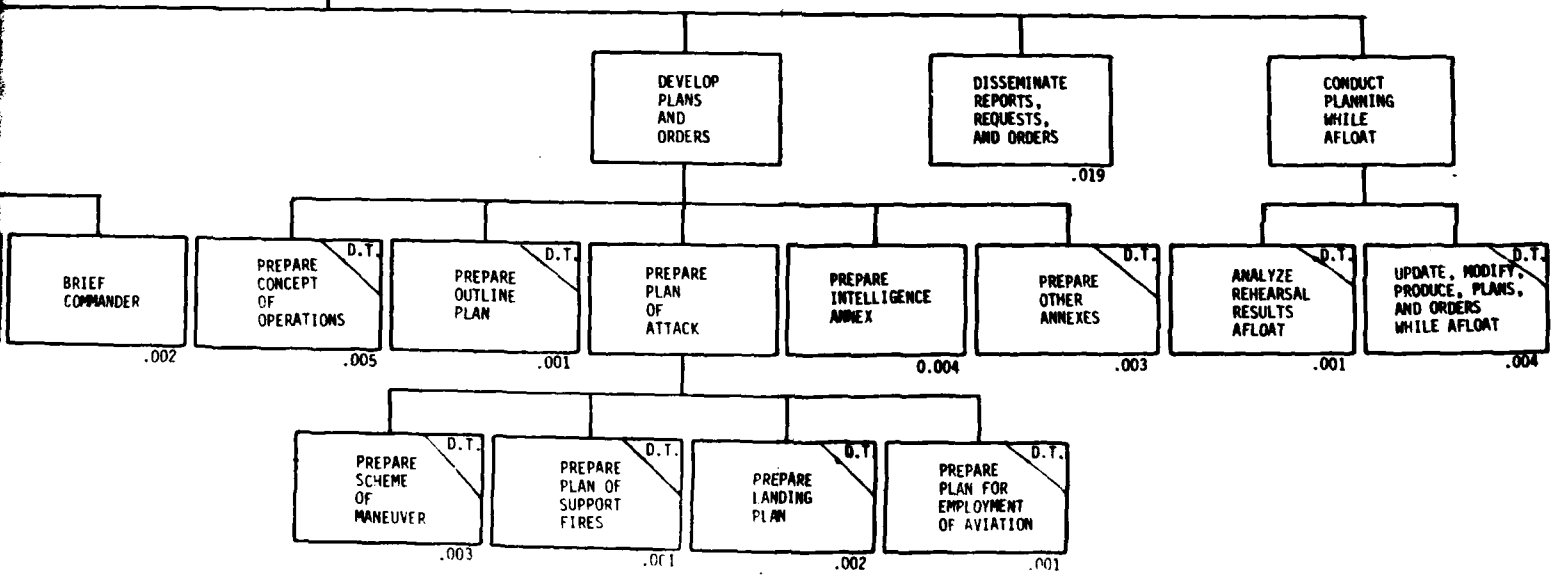 DEVELOP
PLANS
AND
ORDERS
DISSEMINATE
REPORTS,
REQUESTS,
AND ORDERS
.019
CONDUCT
PLANNING
WHILE
AFLOAT
BRIEF
COMMANDER
.002
D.T.
PREPARE
CONCEPT
OF
OPERATIONS
.005
D.T.
PREPARE
OUTLINE
PLAN
.001
PREPARE
PLAN
OF
ATTACK
PREPARE
INTELLIGENCE
ANNEX
0.004
D.T.
PREPARE
OTHER
ANNEXES
.003
D.T.
ANALYZE
REHEARSAL
RESULTS
AFLOAT
.001
D.T.
UPDATE, MODIFY,
PRODUCE, PLANS,
AND ORDERS
WHILE AFLOAT
.004
D.T.
PREPARE
SCHEME
OF
MANEUVER
.003
D.T.
PREPARE
PLAN OF
SUPPORT
FIRES
.001
D.T.
PREPARE
LANDING
PLAN
.002
D.T.
PREPARE
PLAN FOR
EMPLOYMENT
OF AVIATION
.001